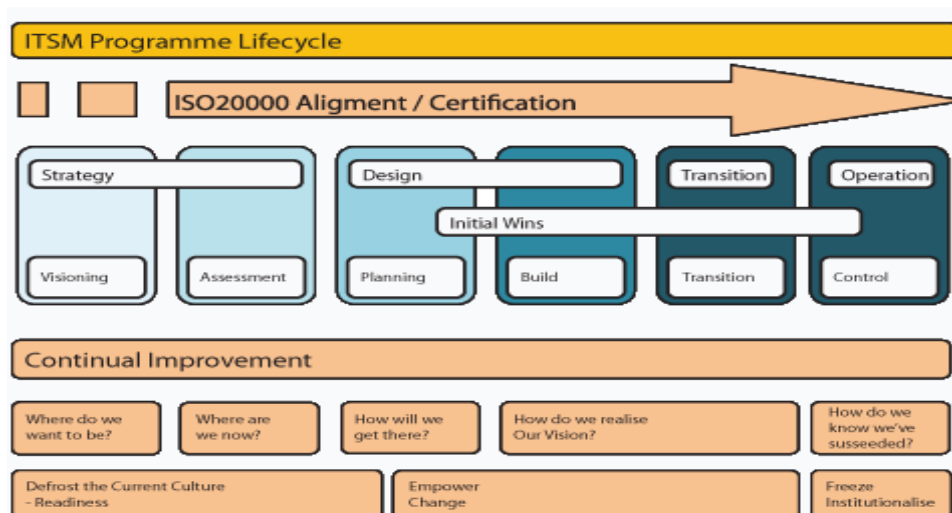 ITSM Programme Lifecycle
ISO20000 Aligment / Certification
Strategy
Design
Transition
Operation
Initial Wins
Visioning
Assessment
Planning
Build
Transition
Control
Continual Improvement
Where do we
want to be?
Where are
we now?
How will we
get there?
How do we realise
Our Vision?
How do we
know we've
susseeded?
Defrost the Current Culture
- Readiness
Empower
Change
Freeze
Institutionalise